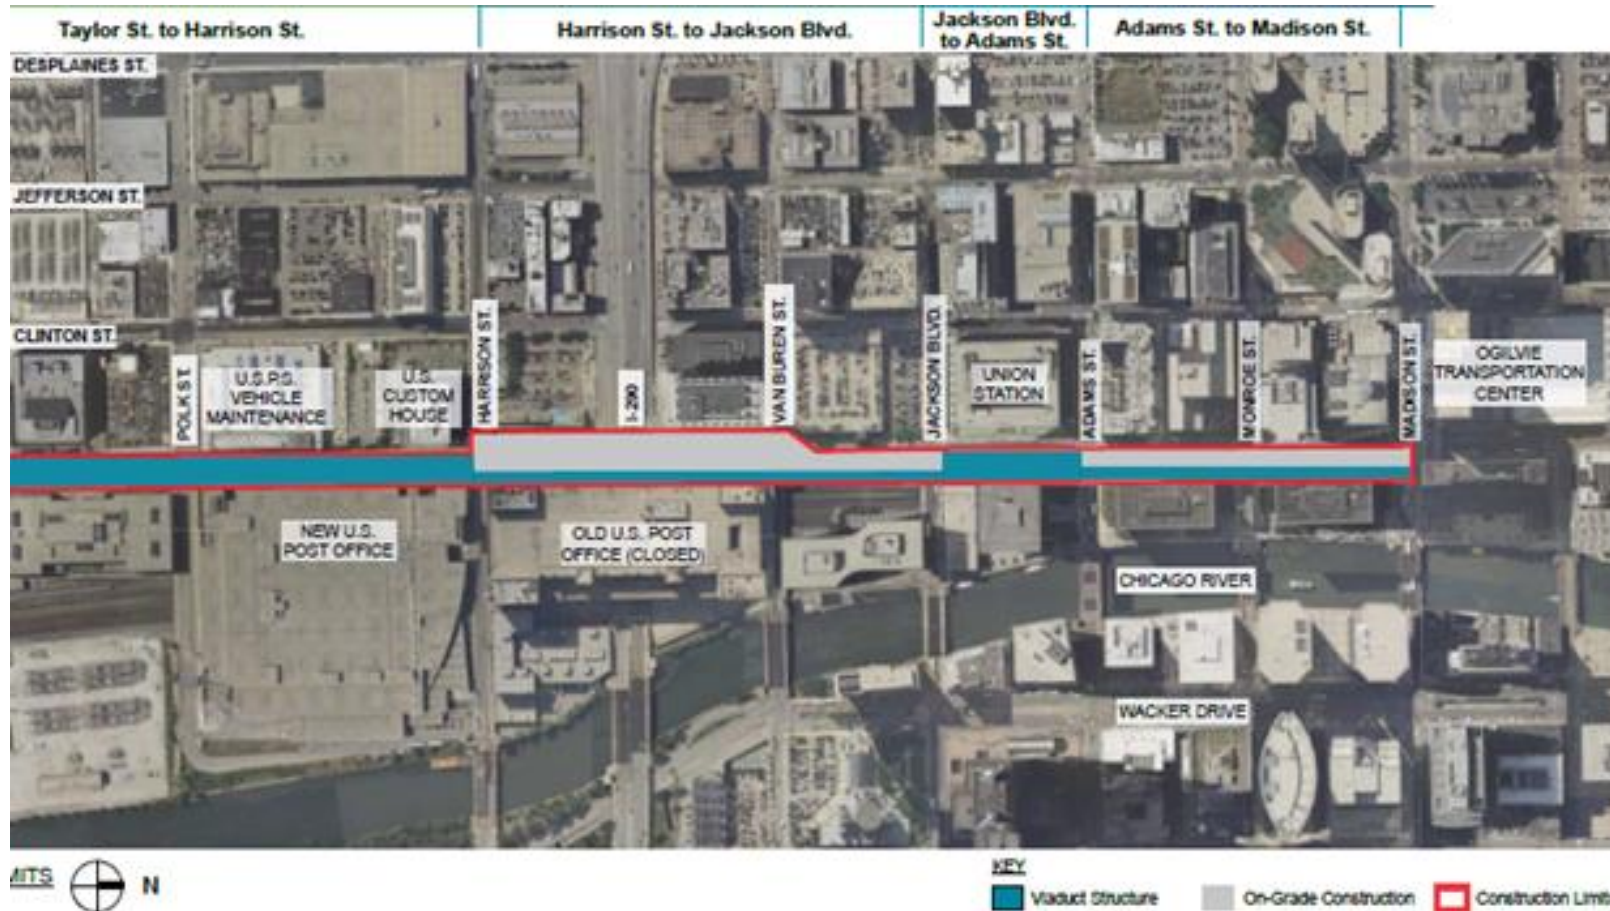 Taylor St. to Harrison St.
Harrison St. to Jackson Blvd.
Jackson Blvd.
to Adams St.
Adams St. to Madison St.
DESPLAINES ST.
JEFFERSON ST.
CLINTON ST.
POLK ST.
U.S.P.S.
VEHICLE
MAINTENANCE
U.S.
CUSTOM
HOUSE
HARRISON ST.
I-290
VAN BUREN ST.
JACKSON BLVD.
UNION
STATION
ADAMS ST.
MONROE ST.
MADISON ST.
OGILVIE
TRANSPORTATION
CENTER
NEW U.S.
POST OFFICE
OLD U.S. POST
OFFICE (CLOSED)
CHICAGO RIVER
WACKER DRIVE
MITS
N
KEY
Viaduct Structure
On-Grade Construction
Construction Limit